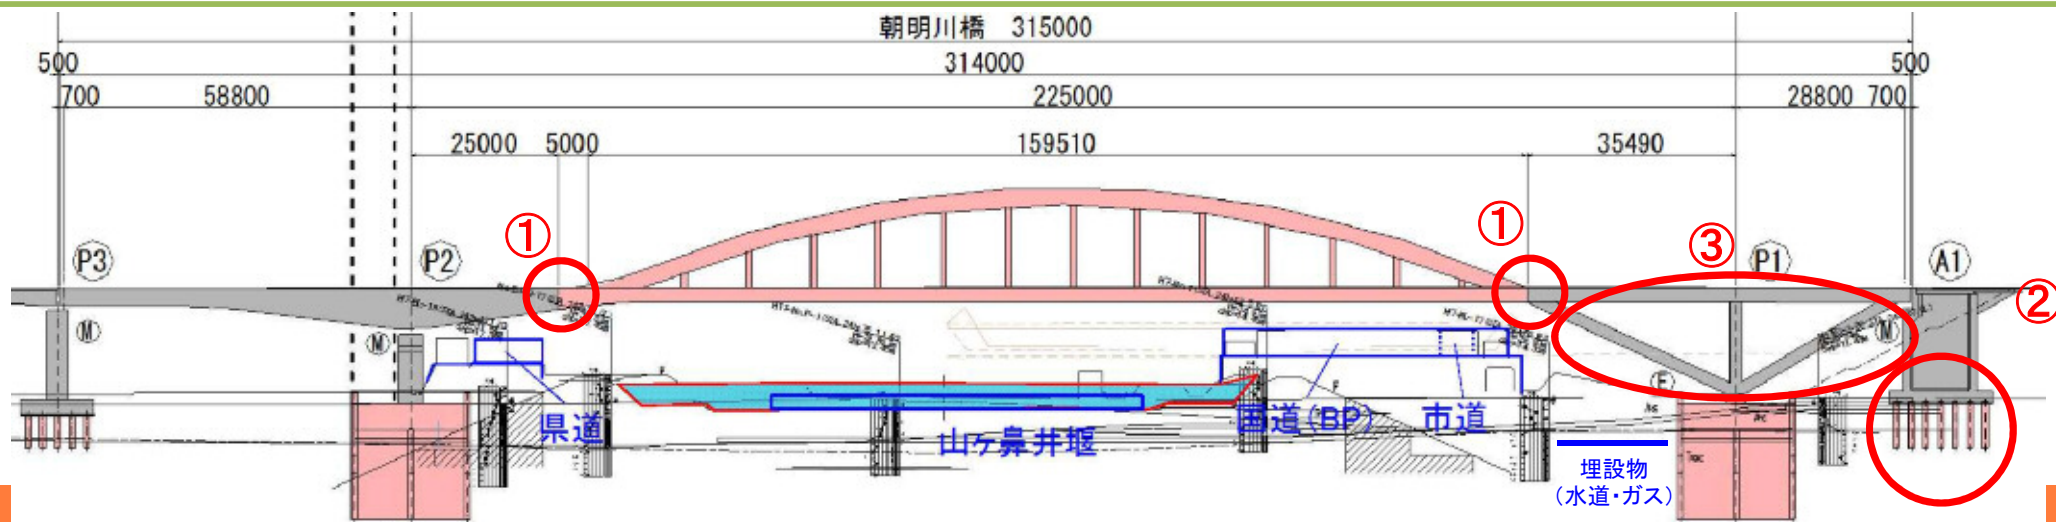 朝明川橋 315000
500 314000 500
700 58800 225000 28800 700
25000 5000 159510 35490
① ① ③
P3 P2 P1 A1
②
M M M
E
県道 山ヶ鼻井堰 国道(BP) 市道
埋設物
(水道・ガス)